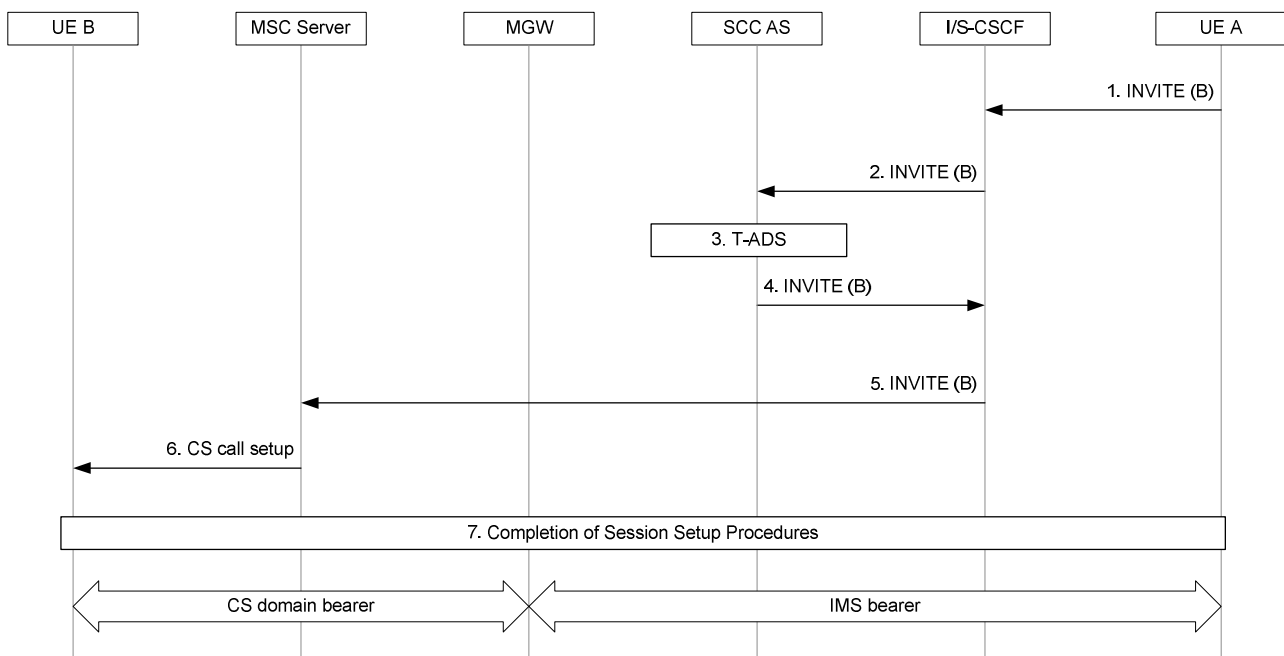 UE B
MSC Server
MGW
SCC AS
I/S-CSCF
UE A
1. INVITE (B)
2. INVITE (B)
3. T-ADS
4. INVITE (B)
5. INVITE (B)
6. CS call setup
7. Completion of Session Setup Procedures
CS domain bearer
IMS bearer